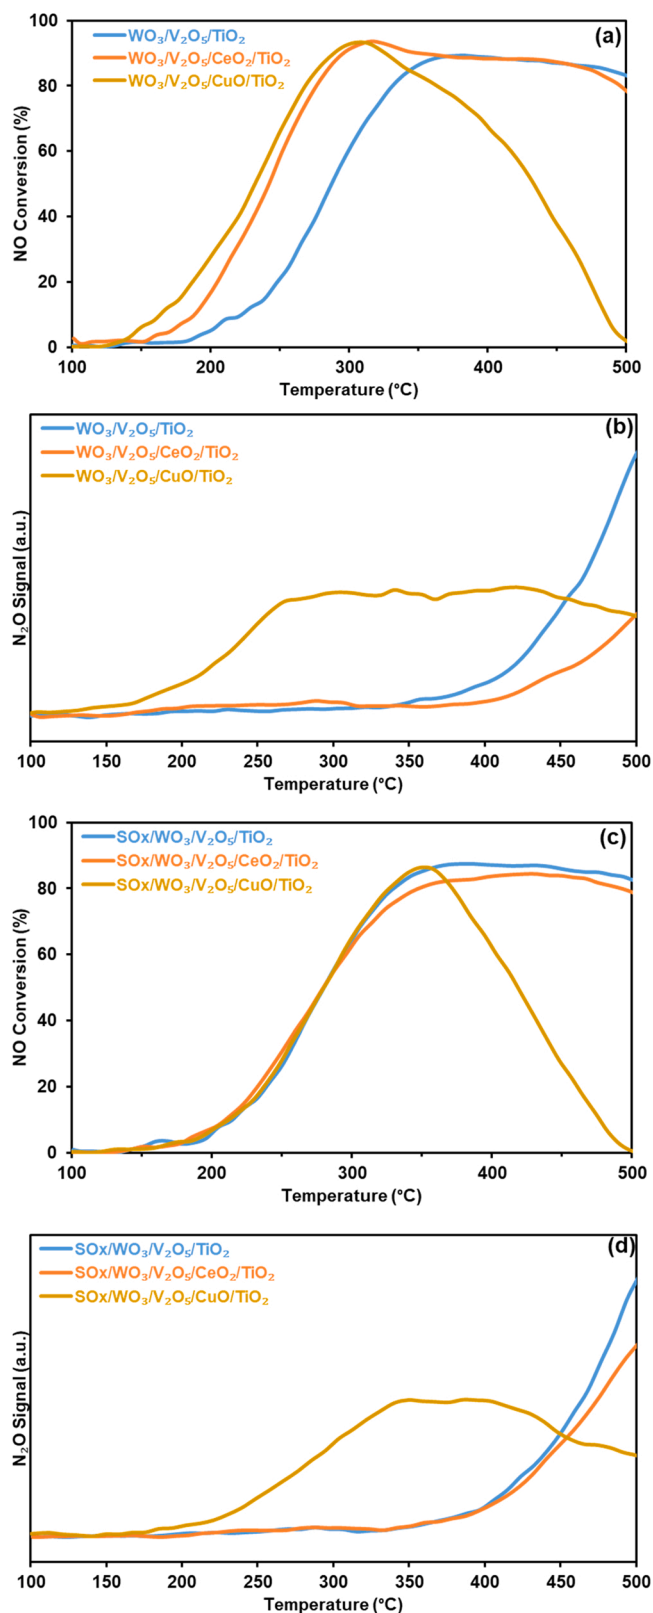 (a)
WO₃/V₂O₅/TiO₂
WO₃/V₂O₅/CeO₂/TiO₂
WO₃/V₂O₅/CuO/TiO₂
NO Conversion (%)
100
80
60
40
20
0
100 200 300 400 500
Temperature (°C)
(b)
WO₃/V₂O₅/TiO₂
WO₃/V₂O₅/CeO₂/TiO₂
WO₃/V₂O₅/CuO/TiO₂
N₂O Signal (a.u.)
100 150 200 250 300 350 400 450 500
Temperature (°C)
(c)
SOx/WO₃/V₂O₅/TiO₂
SOx/WO₃/V₂O₅/CeO₂/TiO₂
SOx/WO₃/V₂O₅/CuO/TiO₂
NO Conversion (%)
100
80
60
40
20
0
100 200 300 400 500
Temperature (°C)
(d)
SOx/WO₃/V₂O₅/TiO₂
SOx/WO₃/V₂O₅/CeO₂/TiO₂
SOx/WO₃/V₂O₅/CuO/TiO₂
N₂O Signal (a.u.)
100 150 200 250 300 350 400 450 500
Temperature (°C)